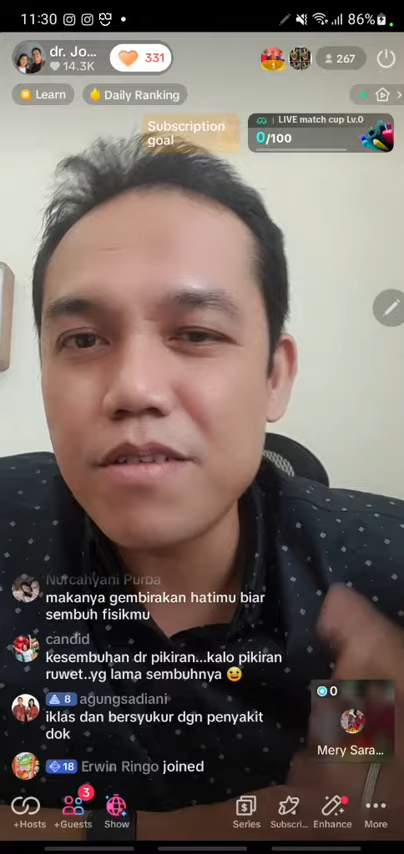 11:30
86%
dr. Jo...
14.3K
331
267
Learn
Daily Ranking
Subscription
goal
LIVE match cup Lv.0
0/100
Nurcahyani Purba
makanya gembirakan hatimu biar
sembuh fisikmu
candid
kesembuhan dr pikiran...kalo pikiran
ruwet..yg lama sembuhnya 😅
8 agungsadiani
iklas dan bersyukur dgn penyakit
dok
18 Erwin Ringo joined
0
Mery Sara...
3
+Hosts
+Guests
Show
Series
Subscri...
Enhance
More